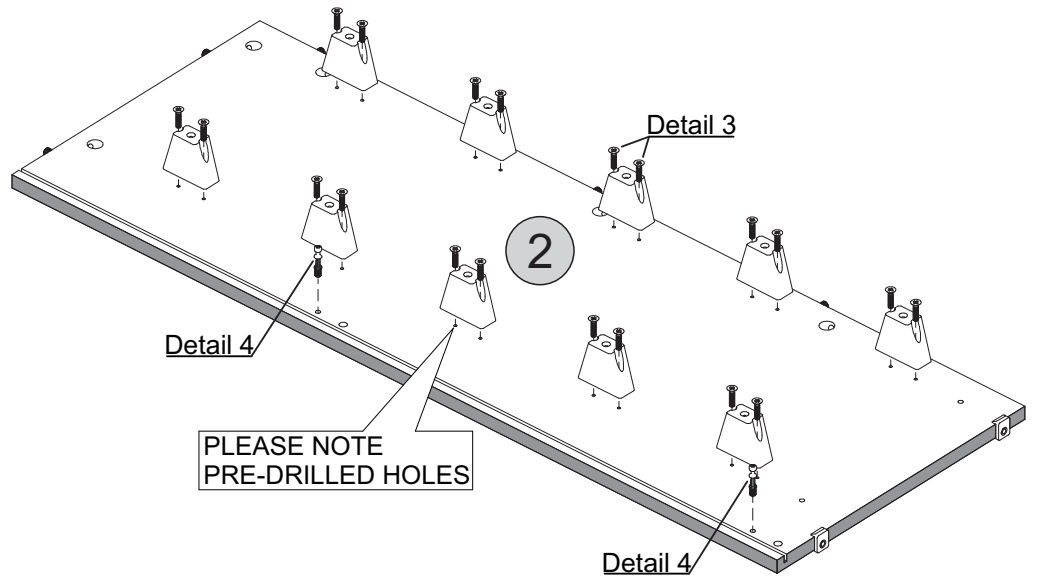 Detail 3
2
Detail 4
PLEASE NOTE
PRE-DRILLED HOLES
Detail 4